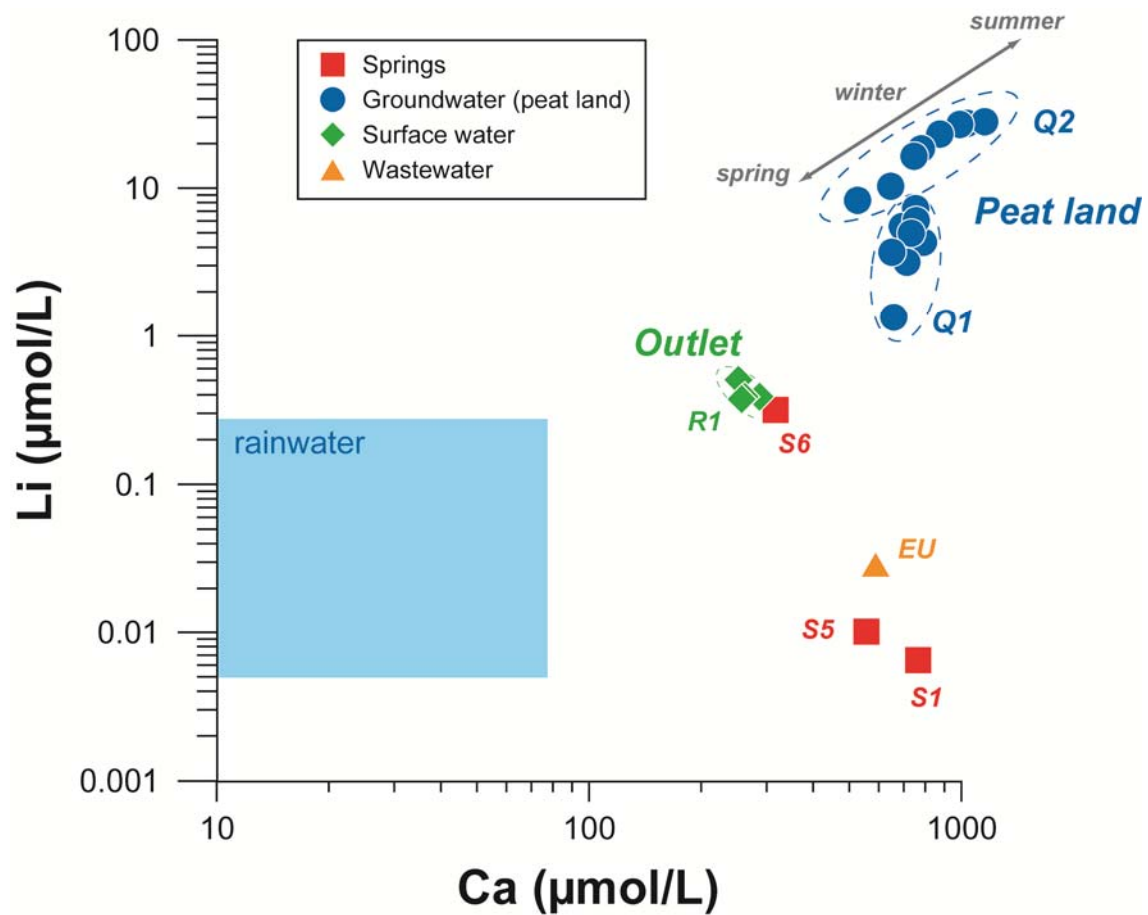 summer
winter
spring
Springs
Groundwater (peat land)
Surface water
Wastewater
Q2
Peat land
Q1
Outlet
R1
S6
rainwater
EU
S5
S1
Li (µmol/L)
100
10
1
0.1
0.01
0.001
10
100
1000
Ca (µmol/L)